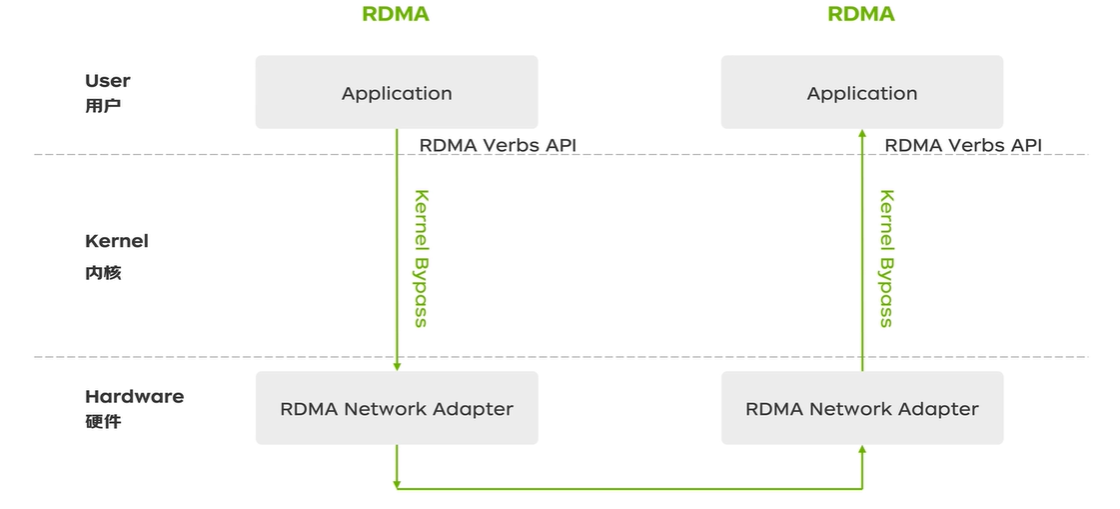 RDMA
RDMA
User
用户
Application
Application
RDMA Verbs API
RDMA Verbs API
Kernel
内核
Kernel Bypass
Kernel Bypass
Hardware
硬件
RDMA Network Adapter
RDMA Network Adapter